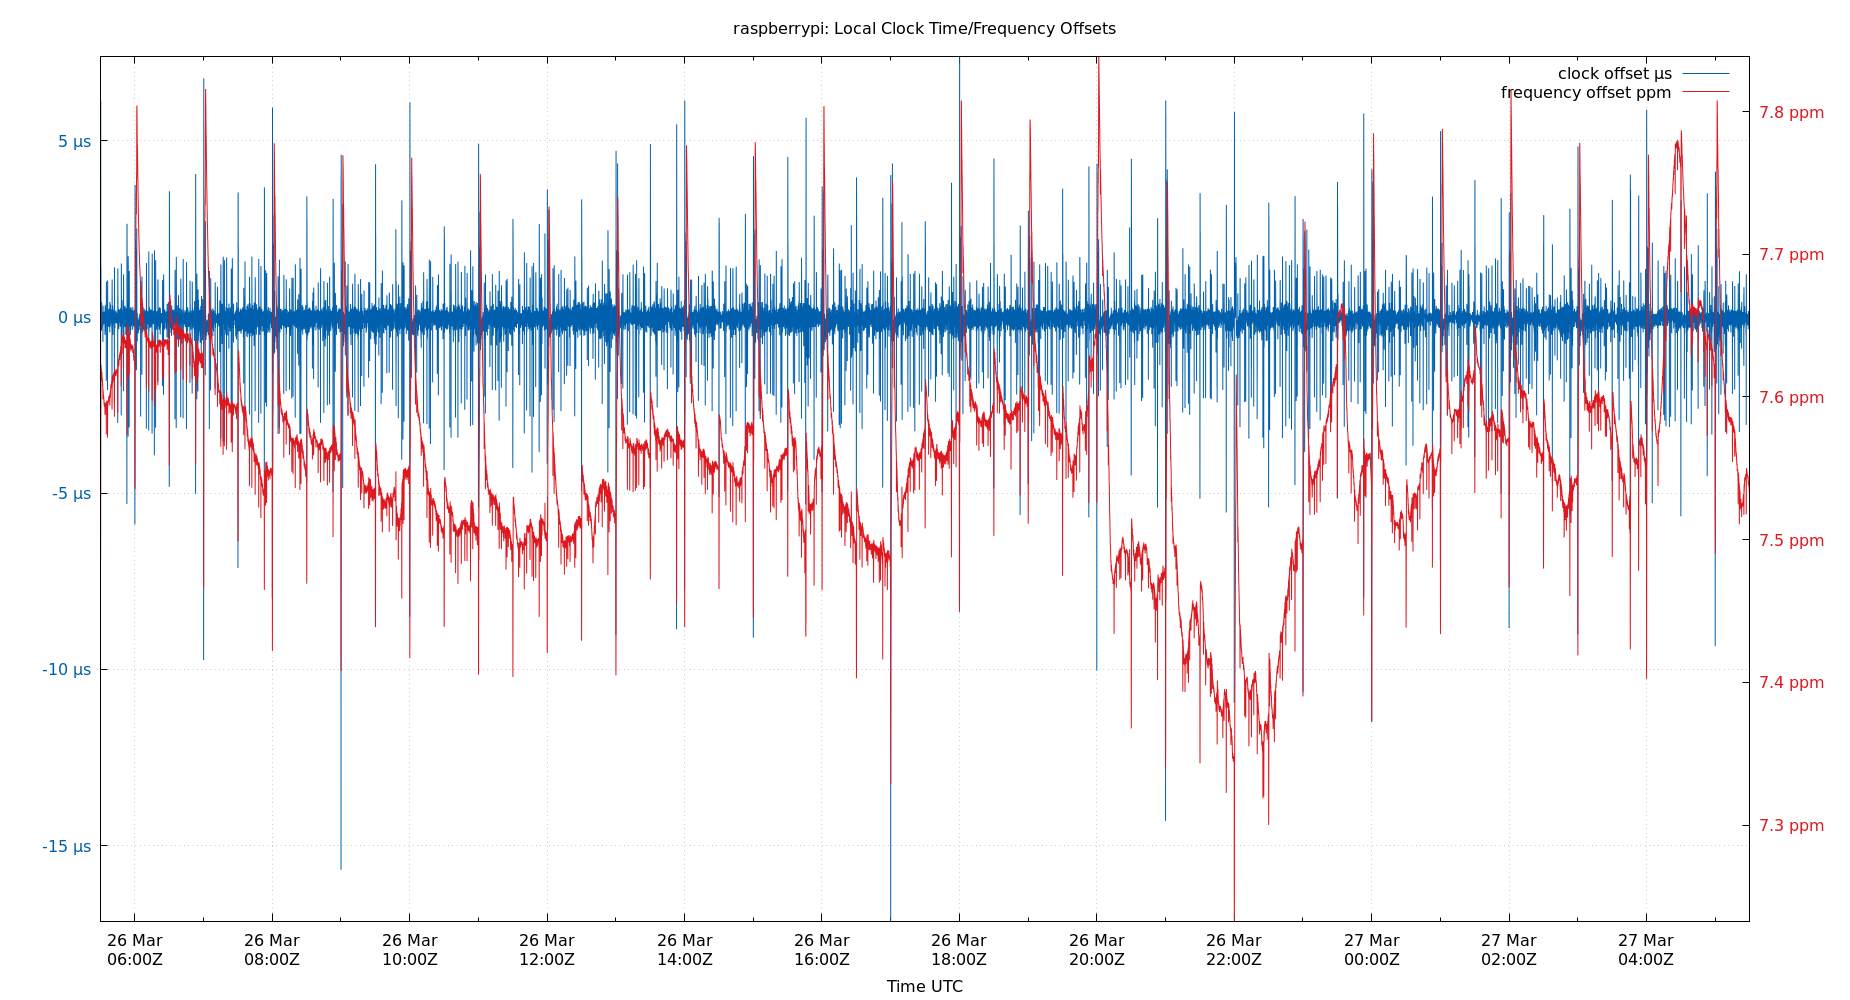 raspberrypi: Local Clock Time/Frequency Offsets
clock offset µs
frequency offset ppm
5 µs
0 µs
-5 µs
-10 µs
-15 µs
7.8 ppm
7.7 ppm
7.6 ppm
7.5 ppm
7.4 ppm
7.3 ppm
26 Mar 26 Mar 26 Mar 26 Mar 26 Mar 26 Mar 26 Mar 26 Mar 26 Mar 27 Mar 27 Mar 27 Mar
06:00Z 08:00Z 10:00Z 12:00Z 14:00Z 16:00Z 18:00Z 20:00Z 22:00Z 00:00Z 02:00Z 04:00Z
Time UTC